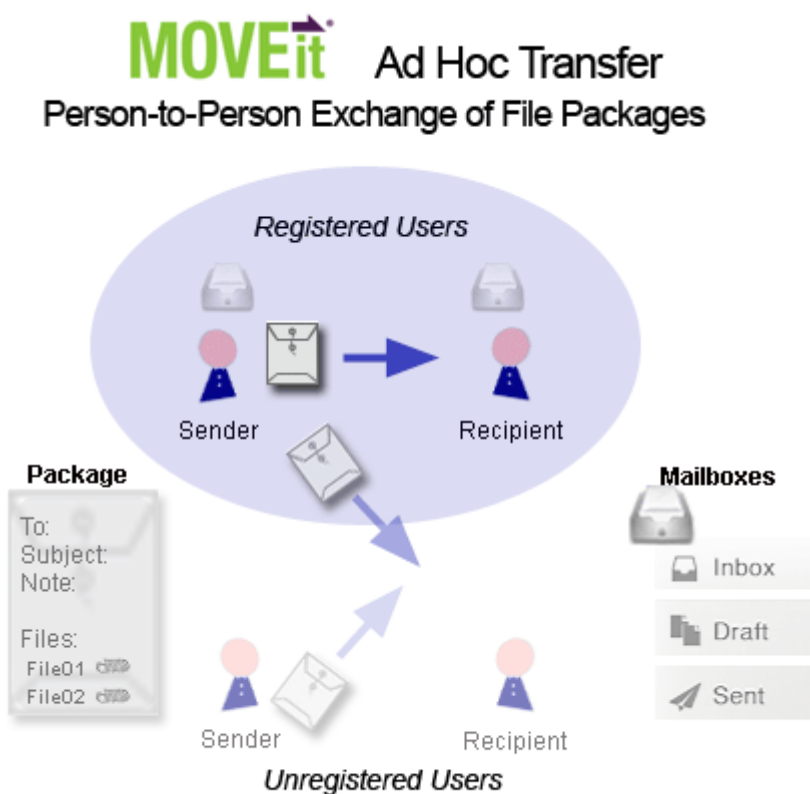 MOVEit® Ad Hoc Transfer
Person-to-Person Exchange of File Packages
Registered Users
Sender
Recipient
Package
To:
Subject:
Note:
Files:
File01
File02
Mailboxes
Inbox
Draft
Sent
Sender
Recipient
Unregistered Users